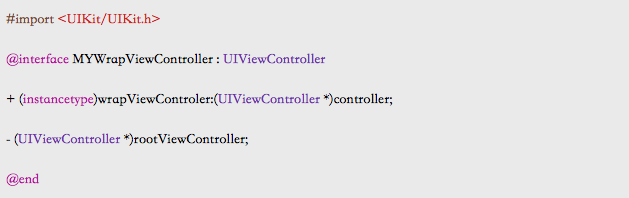 #import <UIKit/UIKit.h>
@interface MYWrapViewController : UIViewController
+ (instancetype)wrapViewControler:(UIViewController *)controller;
- (UIViewController *)rootViewController;
@end